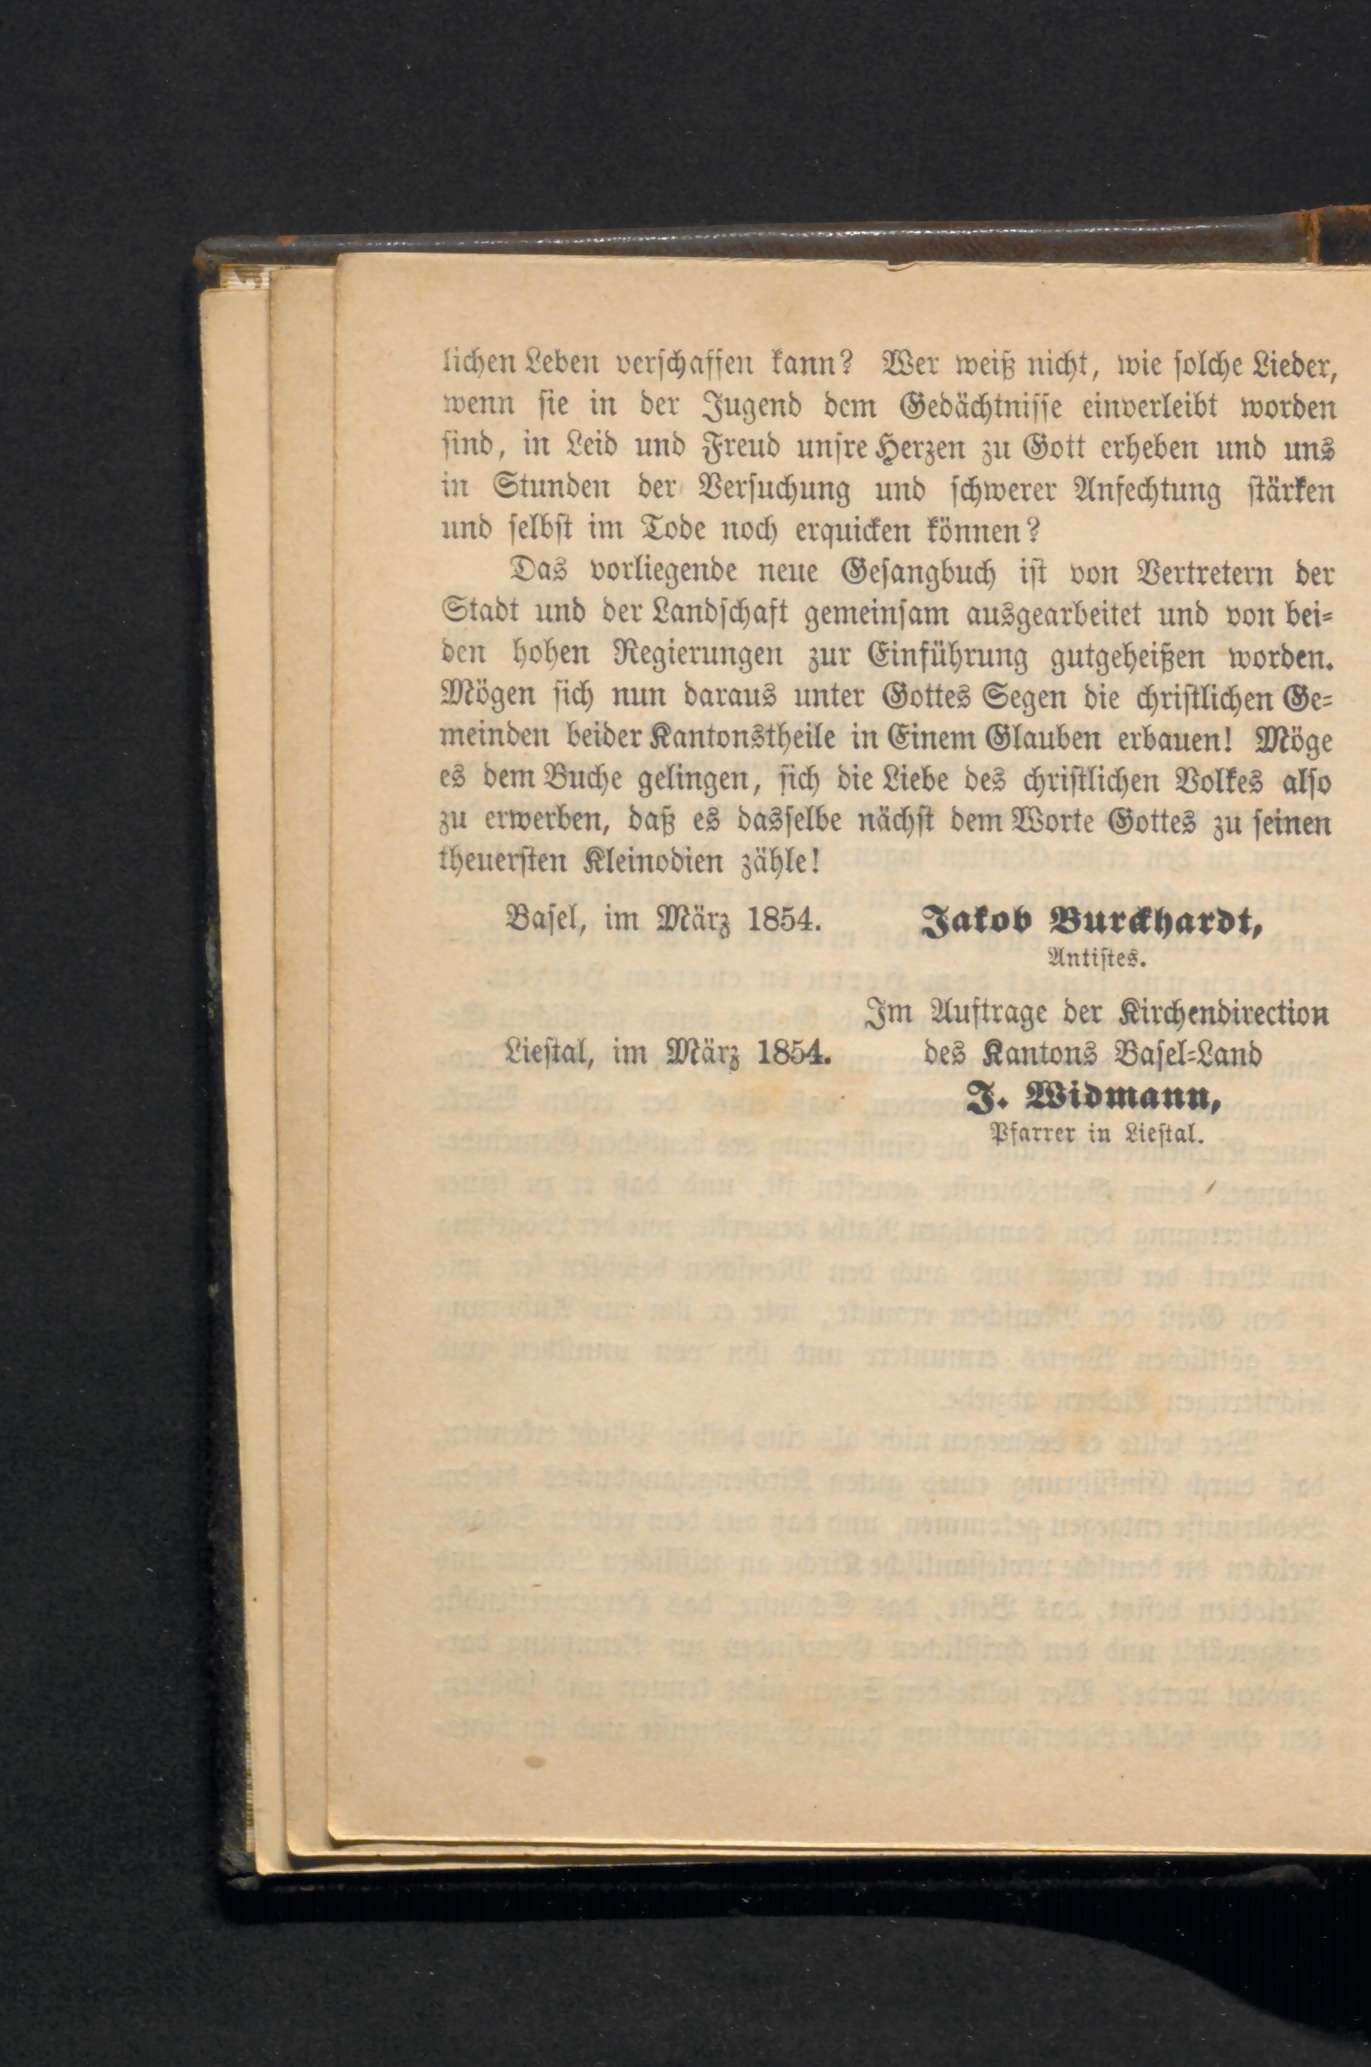 lichen Leben verschaffen kann? Wer weiß nicht, wie solche Lieder,
wenn sie in der Jugend dem Gedächtnisse einverleibt worden
sind, in Leid und Freud unsre Herzen zu Gott erheben und uns
in Stunden der Versuchung und schwerer Anfechtung stärken
und selbst im Tode noch erquicken können?
Das vorliegende neue Gesangbuch ist von Vertretern der
Stadt und der Landschaft gemeinsam ausgearbeitet und von bei-
den hohen Regierungen zur Einführung gutgeheißen worden.
Mögen sich nun daraus unter Gottes Segen die christlichen Ge-
meinden beider Kantonstheile in Einem Glauben erbauen! Möge
es dem Buche gelingen, sich die Liebe des christlichen Volkes also
zu erwerben, daß es dasselbe nächst dem Worte Gottes zu seinen
theuersten Kleinodien zähle!
Basel, im März 1854. Jakob Burckhardt,
Antistes.
Im Auftrage der Kirchendirection
Liestal, im März 1854. des Kantons Basel-Land
J. Widmann,
Pfarrer in Liestal.